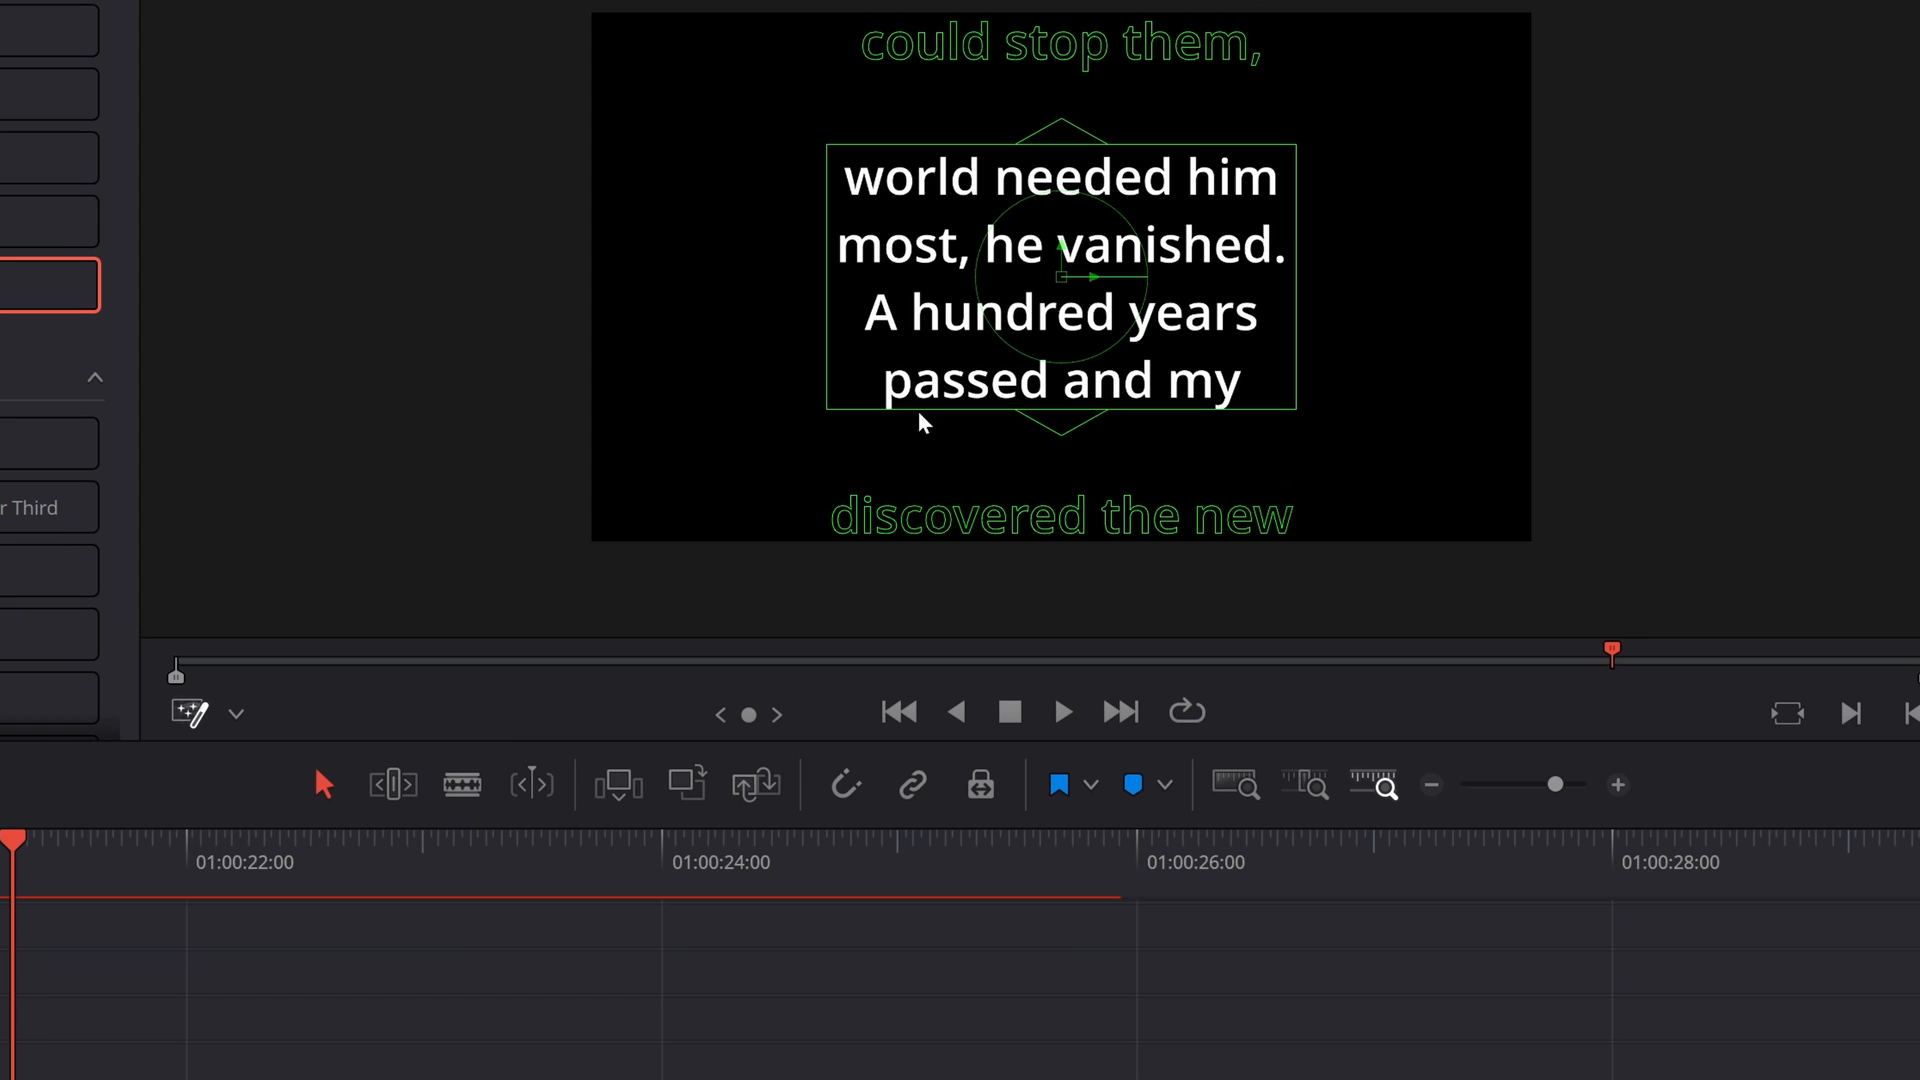 could stop them,
world needed him
most, he vanished.
A hundred years
passed and my
discovered the new
r Third
01:00:22:00
01:00:24:00
01:00:26:00
01:00:28:00